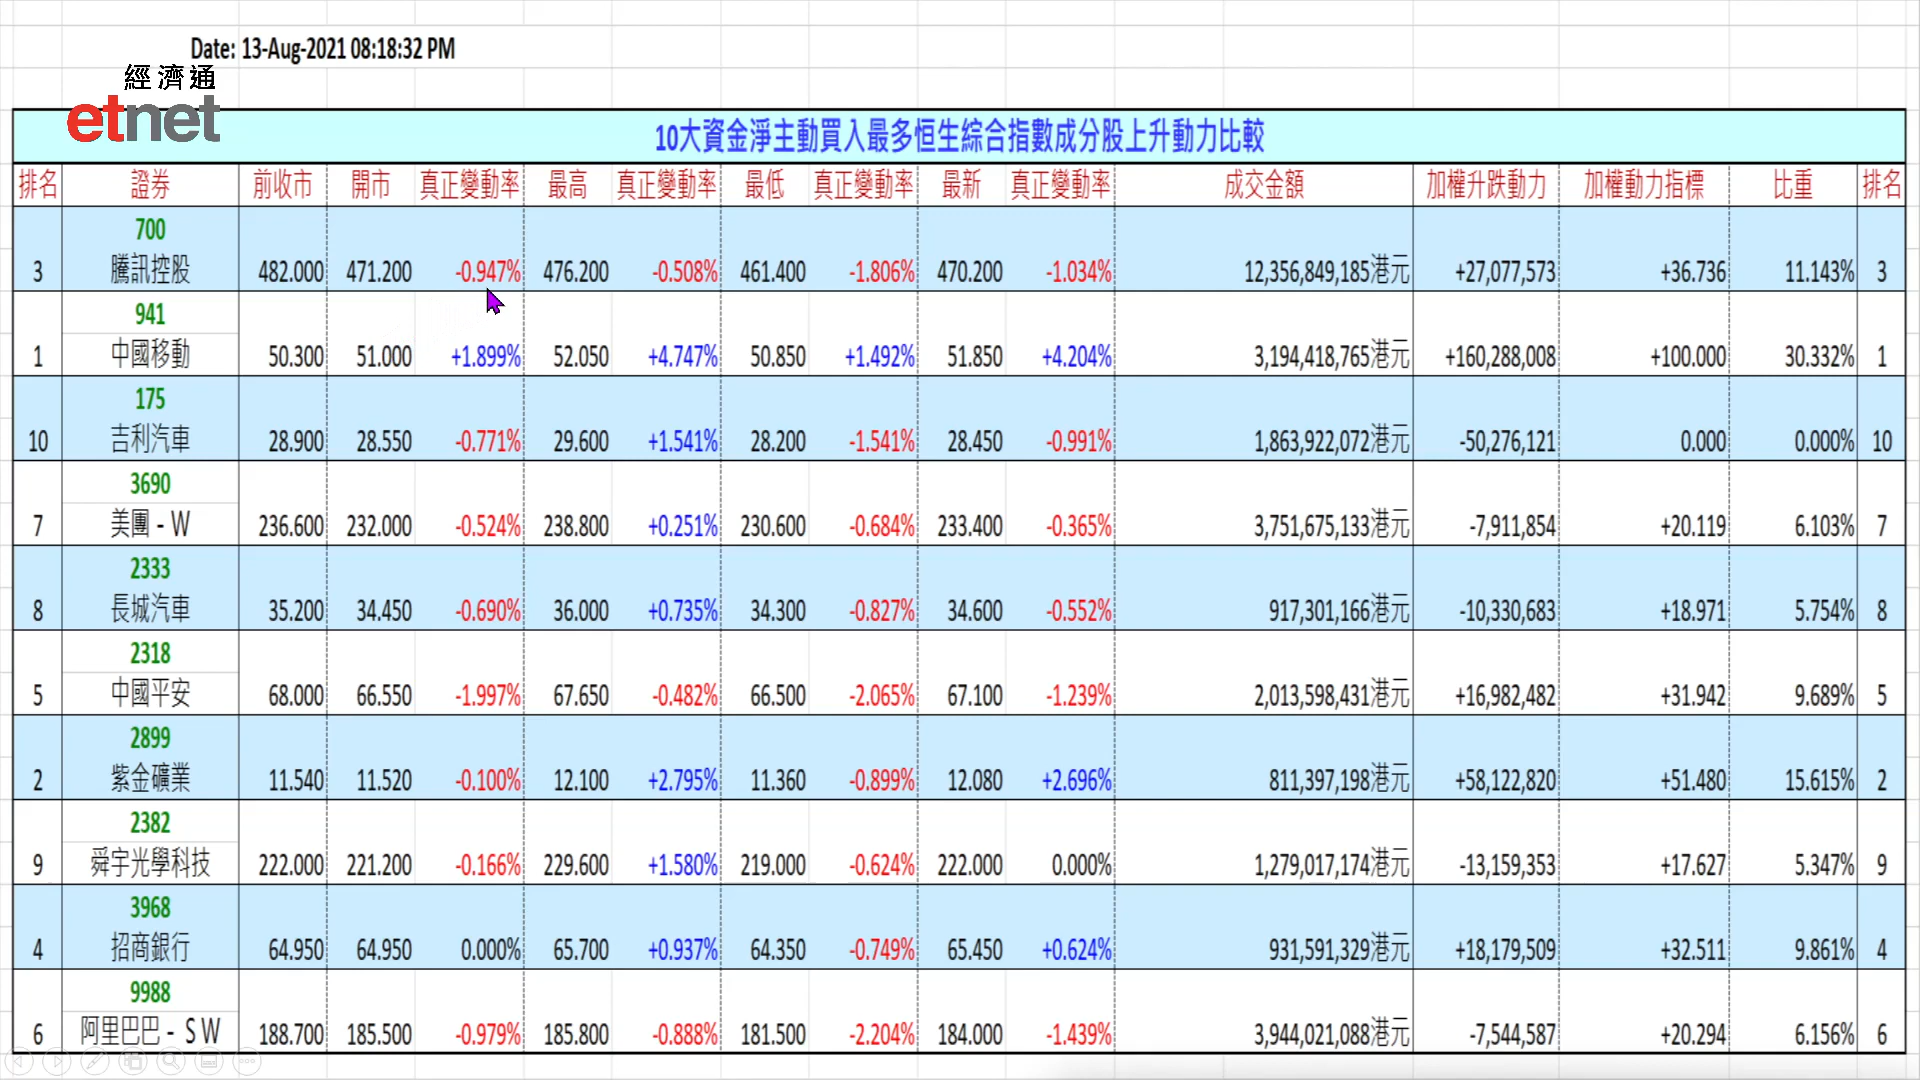 Date: 13-Aug-2021 08:18:32 PM
經濟通
etnet
10大資金淨主動買入最多恒生綜合指數成分股上升動力比較
排名 證券 前收市 開市 真正變動率 最高 真正變動率 最低 真正變動率 最新 真正變動率 成交金額 加權升跌動力 加權動力指標 比重 排名
700
3 騰訊控股 482.000 471.200 -0.947% 476.200 -0.508% 461.400 -1.806% 470.200 -1.034% 12,356,849,185港元 +27,077,573 +36.736 11.143% 3
941
1 中國移動 50.300 51.000 +1.899% 52.050 +4.747% 50.850 +1.492% 51.850 +4.204% 3,194,418,765港元 +160,288,008 +100.000 30.332% 1
175
10 吉利汽車 28.900 28.550 -0.771% 29.600 +1.541% 28.200 -1.541% 28.450 -0.991% 1,863,922,072港元 -50,276,121 0.000 0.000% 10
3690
7 美團 - W 236.600 232.000 -0.524% 238.800 +0.251% 230.600 -0.684% 233.400 -0.365% 3,751,675,133港元 -7,911,854 +20.119 6.103% 7
2333
8 長城汽車 35.200 34.450 -0.690% 36.000 +0.735% 34.300 -0.827% 34.600 -0.552% 917,301,166港元 -10,330,683 +18.971 5.754% 8
2318
5 中國平安 68.000 66.550 -1.997% 67.650 -0.482% 66.500 -2.065% 67.100 -1.239% 2,013,598,431港元 +16,982,482 +31.942 9.689% 5
2899
2 紫金礦業 11.540 11.520 -0.100% 12.100 +2.795% 11.360 -0.899% 12.080 +2.696% 811,397,198港元 +58,122,820 +51.480 15.615% 2
2382
9 舜宇光學科技 222.000 221.200 -0.166% 229.600 +1.580% 219.000 -0.624% 222.000 0.000% 1,279,017,174港元 -13,159,353 +17.627 5.347% 9
3968
4 招商銀行 64.950 64.950 0.000% 65.700 +0.937% 64.350 -0.749% 65.450 +0.624% 931,591,329港元 +18,179,509 +32.511 9.861% 4
9988
6 阿里巴巴 - S W 188.700 185.500 -0.979% 185.800 -0.888% 181.500 -2.204% 184.000 -1.439% 3,944,021,088港元 -7,544,587 +20.294 6.156% 6